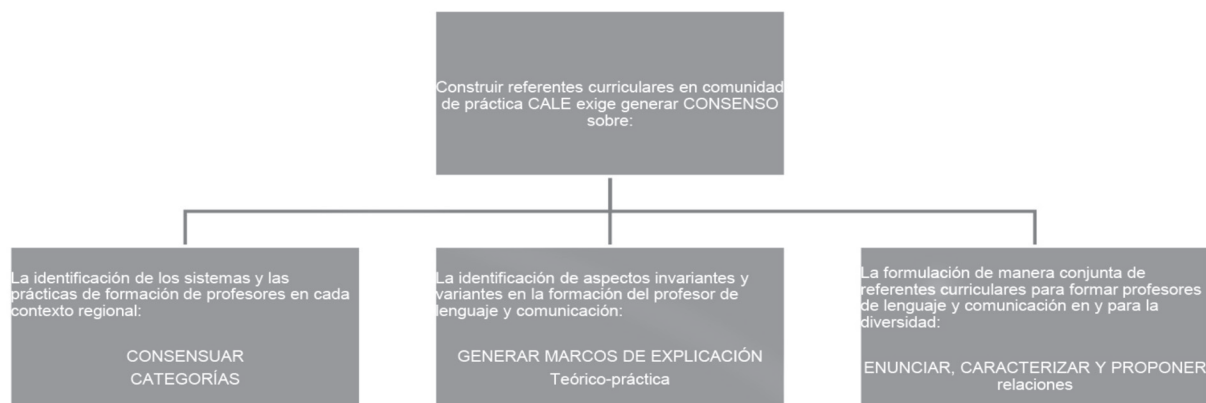 Construir referentes curriculares en comunidad
de práctica CALE exige generar CONSENSO
sobre:
La identificación de los sistemas y las
prácticas de formación de profesores en cada
contexto regional:
CONSENSUAR
CATEGORÍAS
La identificación de aspectos invariantes y
variantes en la formación del profesor de
lenguaje y comunicación:
GENERAR MARCOS DE EXPLICACIÓN
Teórico-práctica
La formulación de manera conjunta de
referentes curriculares para formar profesores
de lenguaje y comunicación en y para la
diversidad:
ENUNCIAR, CARACTERIZAR Y PROPONER
relaciones